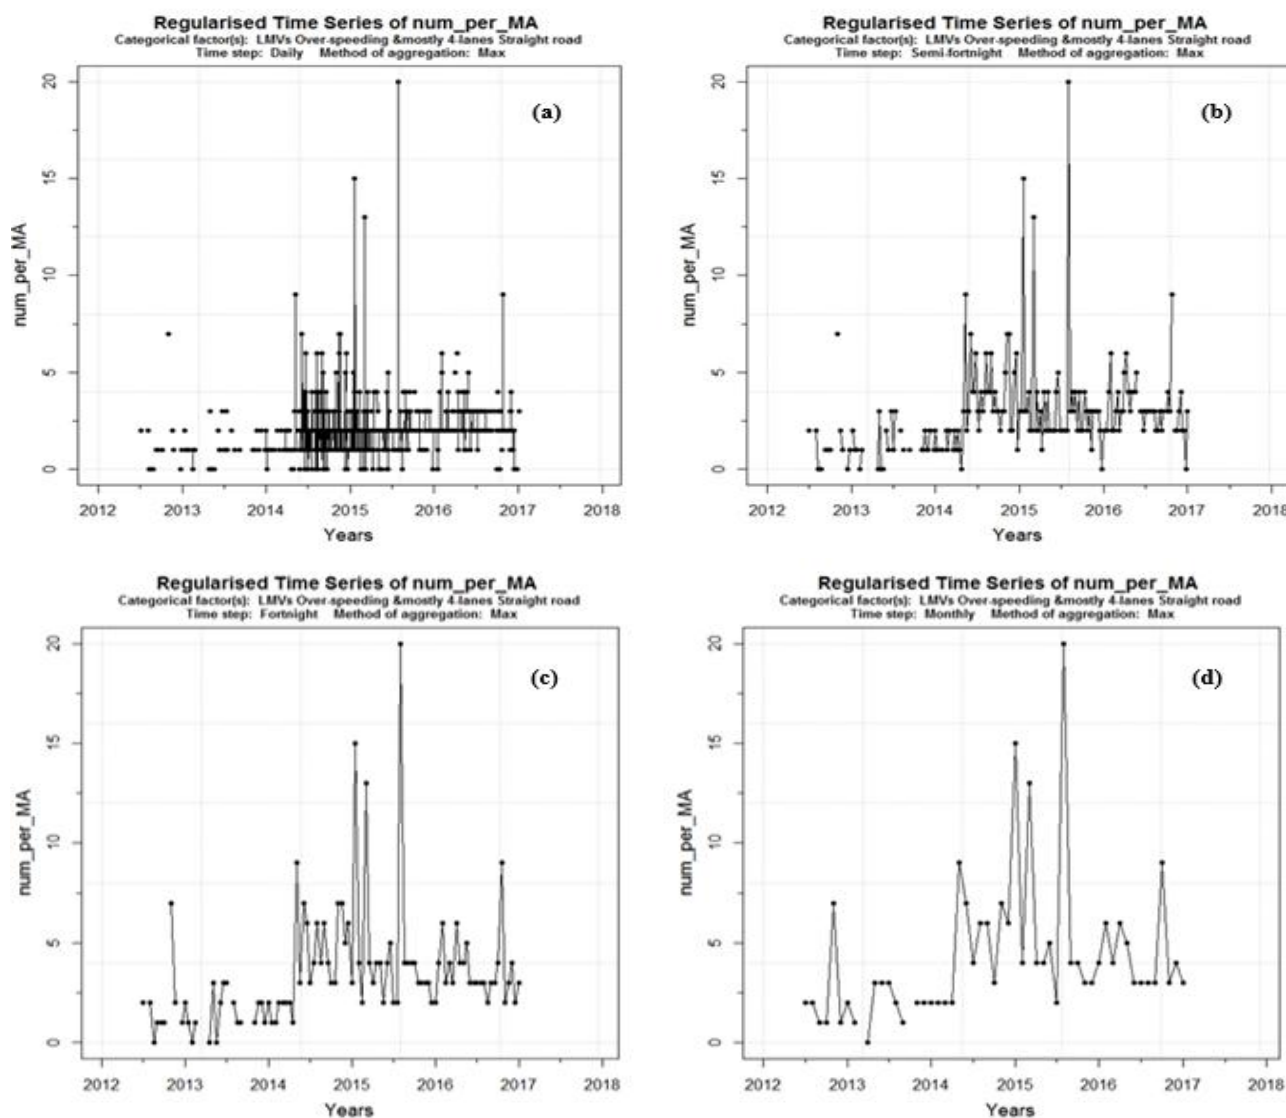 Regularised Time Series of num_per_MA
Categorical factor(s): LMVs Over-speeding &mostly 4-lanes Straight road
Time step: Daily Method of aggregation: Max
(a)
num_per_MA
20
15
10
5
0
2012 2013 2014 2015 2016 2017 2018
Years
Regularised Time Series of num_per_MA
Categorical factor(s): LMVs Over-speeding &mostly 4-lanes Straight road
Time step: Semi-fortnight Method of aggregation: Max
(b)
num_per_MA
20
15
10
5
0
2012 2013 2014 2015 2016 2017 2018
Years
Regularised Time Series of num_per_MA
Categorical factor(s): LMVs Over-speeding &mostly 4-lanes Straight road
Time step: Fortnight Method of aggregation: Max
(c)
num_per_MA
20
15
10
5
0
2012 2013 2014 2015 2016 2017 2018
Years
Regularised Time Series of num_per_MA
Categorical factor(s): LMVs Over-speeding &mostly 4-lanes Straight road
Time step: Monthly Method of aggregation: Max
(d)
num_per_MA
20
15
10
5
0
2012 2013 2014 2015 2016 2017 2018
Years